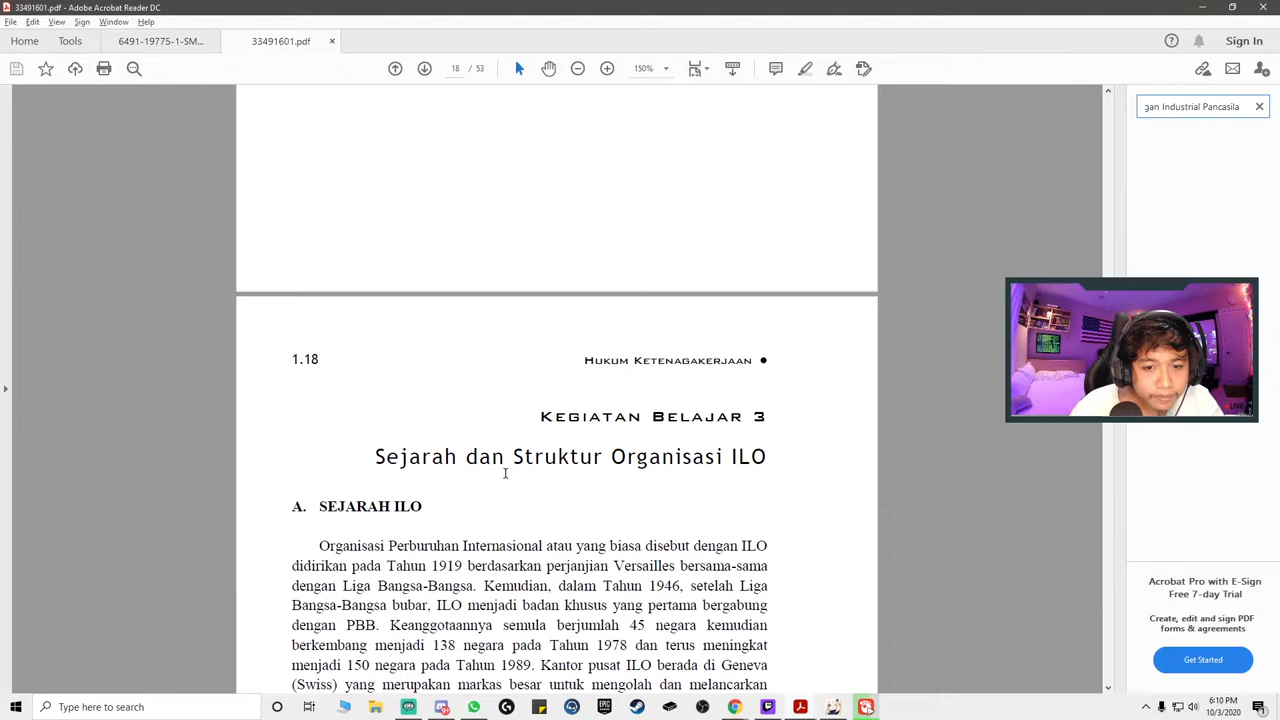 33491601.pdf - Adobe Acrobat Reader DC
File Edit View Sign Window Help
Home Tools 6491-19775-1-SM... 33491601.pdf × Sign In
18 / 53 150%
gan Industrial Pancasila
1.18 HUKUM KETENAGAKERJAAN ●
KEGIATAN BELAJAR 3
Sejarah dan Struktur Organisasi ILO
A. SEJARAH ILO
Organisasi Perburuhan Internasional atau yang biasa disebut dengan ILO
didirikan pada Tahun 1919 berdasarkan perjanjian Versailles bersama-sama
dengan Liga Bangsa-Bangsa. Kemudian, dalam Tahun 1946, setelah Liga
Bangsa-Bangsa bubar, ILO menjadi badan khusus yang pertama bergabung
dengan PBB. Keanggotannya semula berjumlah 45 negara kemudian
berkembang menjadi 138 negara pada Tahun 1978 dan terus meningkat
menjadi 150 negara pada Tahun 1989. Kantor pusat ILO berada di Geneva
(Swiss) yang merupakan markas besar untuk mengolah dan melancarkan
LIVE
Acrobat Pro with E-Sign
Free 7-day Trial
Create, edit and sign PDF
forms & agreements
Get Started
Type here to search
EPIC
6:10 PM
10/3/2020